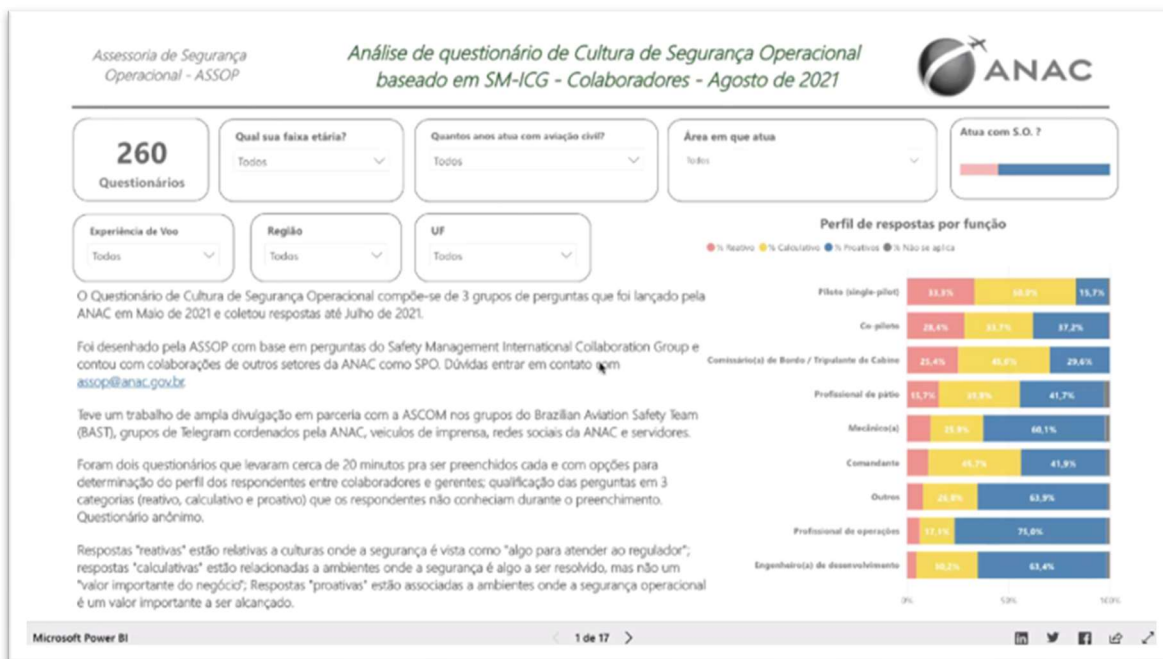 Assessoria de Segurança
Operacional - ASSOP
Análise de questionário de Cultura de Segurança Operacional
baseado em SM-ICG - Colaboradores - Agosto de 2021
ANAC
260
Questionários
Qual sua faixa etária?
Todos
Quantos anos atua com aviação civil?
Todos
Área em que atua
Todos
Atua com S.O. ?
Experiência de Voo
Todos
Região
Todos
UF
Todos
O Questionário de Cultura de Segurança Operacional compõe-se de 3 grupos de perguntas que foi lançado pela
ANAC em Maio de 2021 e coletou respostas até Julho de 2021.
Foi desenhado pela ASSOP com base em perguntas do Safety Management International Collaboration Group e
contou com colaborações de outros setores da ANAC como SPO. Dúvidas entrar em contato com
assop@anac.gov.br.
Teve um trabalho de ampla divulgação em parceria com a ASCOM nos grupos do Brazilian Aviation Safety Team
(BAST), grupos de Telegram cordenados pela ANAC, veiculos de imprensa, redes sociais da ANAC e servidores.
Foram dois questionários que levaram cerca de 20 minutos pra ser preenchidos cada e com opções para
determinação do perfil dos respondentes entre colaboradores e gerentes; qualificação das perguntas em 3
categorias (reativo, calculativo e proativo) que os respondentes não conheciam durante o preenchimento.
Questionário anônimo.
Respostas "reativas" estão relativas a culturas onde a segurança é vista como "algo para atender ao regulador";
respostas "calculativas" estão relacionadas a ambientes onde a segurança é algo a ser resolvido, mas não um
"valor importante do negócio"; Respostas "proativas" estão associadas a ambientes onde a segurança operacional
é um valor importante a ser alcançado.
Perfil de respostas por função
% Reativo % Calculativo % Proativos % Não se aplica
Piloto (single-pilot) 15,7%
Co-piloto 28,4% 33,7% 37,2%
Comissário(a) de Bordo / Tripulante de Cabine 25,4% 29,6%
Profissional de pátio 15,7% 41,7%
Mecânico(a) 60,1%
Comandante 45,7% 41,9%
Outros 63,9%
Profissional de operações 17,1% 75,0%
Engenheiro(a) de desenvolvimento 30,2% 63,4%
0% 50% 100%
Microsoft Power BI
1 de 17